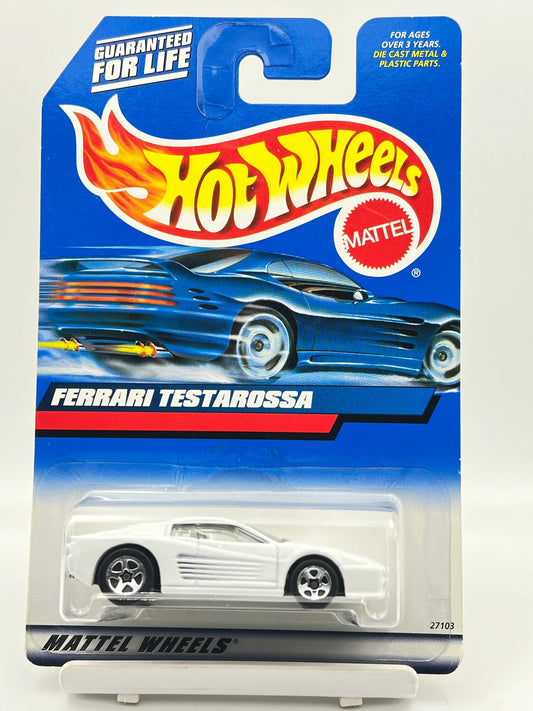 GUARANTEED
FOR LIFE
FOR AGES
OVER 3 YEARS.
DIE CAST METAL &
PLASTIC PARTS.
HOT WHEELS
MATTEL
®
FERRARI TESTAROSSA
27103
MATTEL WHEELS®